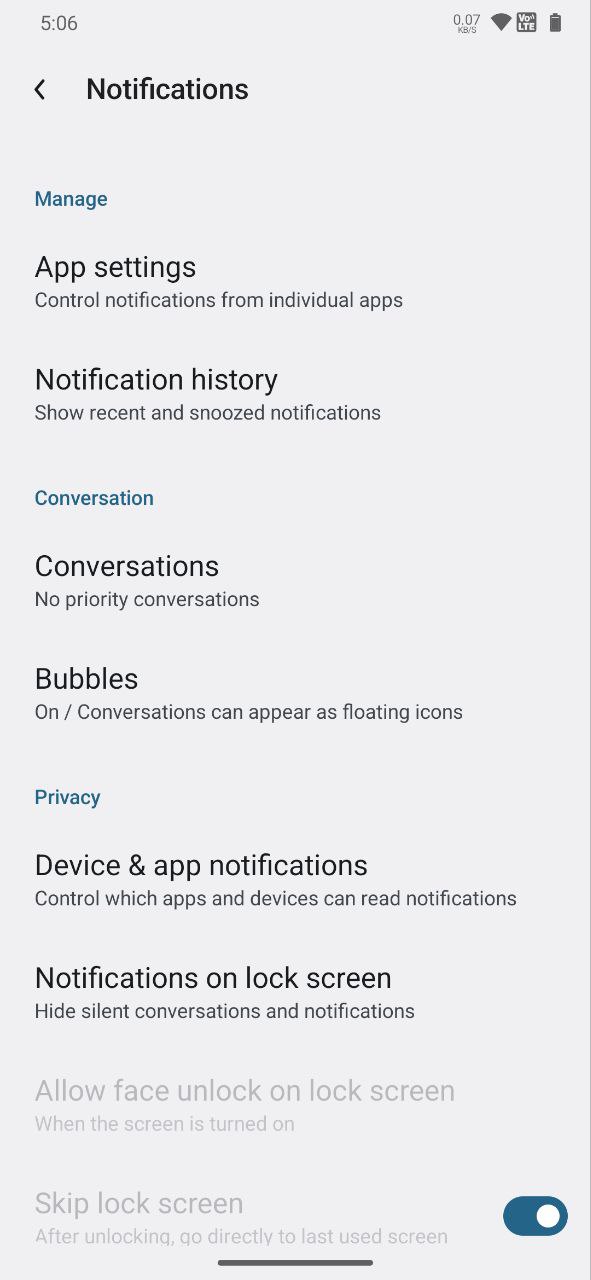 5:06
0.07
KB/S
Vo
LTE
Notifications
Manage
App settings
Control notifications from individual apps
Notification history
Show recent and snoozed notifications
Conversation
Conversations
No priority conversations
Bubbles
On / Conversations can appear as floating icons
Privacy
Device & app notifications
Control which apps and devices can read notifications
Notifications on lock screen
Hide silent conversations and notifications
Allow face unlock on lock screen
When the screen is turned on
Skip lock screen
After unlocking, go directly to last used screen